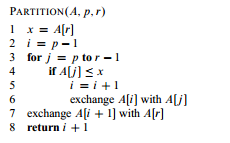 PARTITION(A, p, r)
1 x = A[r]
2 i = p − 1
3 for j = p to r − 1
4 if A[j] ≤ x
5 i = i + 1
6 exchange A[i] with A[j]
7 exchange A[i + 1] with A[r]
8 return i + 1